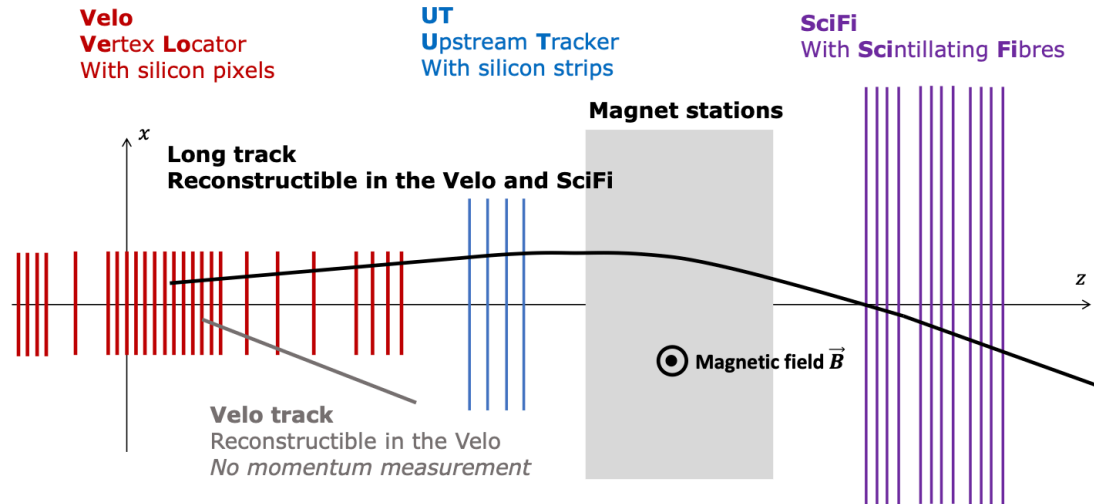 Velo
Vertex Locator
With silicon pixels
UT
Upstream Tracker
With silicon strips
SciFi
With Scintillating Fibres
Magnet stations
x
Long track
Reconstructible in the Velo and SciFi
z
Magnetic field B⃗
Velo track
Reconstructible in the Velo
No momentum measurement